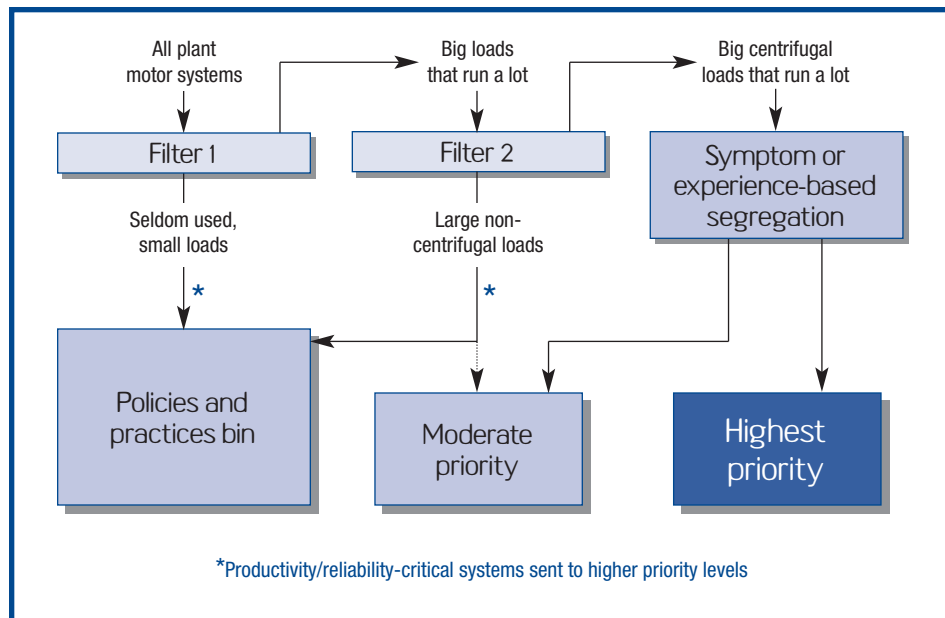 All plant
motor systems
Big loads
that run a lot
Big centrifugal
loads that run a lot
Filter 1
Filter 2
Symptom or
experience-based
segregation
Seldom used,
small loads
Large non-
centrifugal loads
*
*
Policies and
practices bin
Moderate
priority
Highest
priority
*Productivity/reliability-critical systems sent to higher priority levels